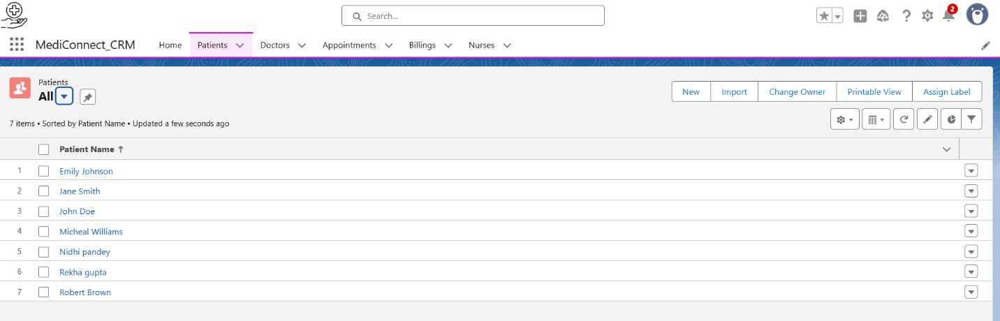 Search...
2
MediConnect_CRM Home Patients Doctors Appointments Billings Nurses
Patients
All
New Import Change Owner Printable View Assign Label
7 items • Sorted by Patient Name • Updated a few seconds ago
Patient Name ↑
1 Emily Johnson
2 Jane Smith
3 John Doe
4 Micheal Williams
5 Nidhi pandey
6 Rekha gupta
7 Robert Brown